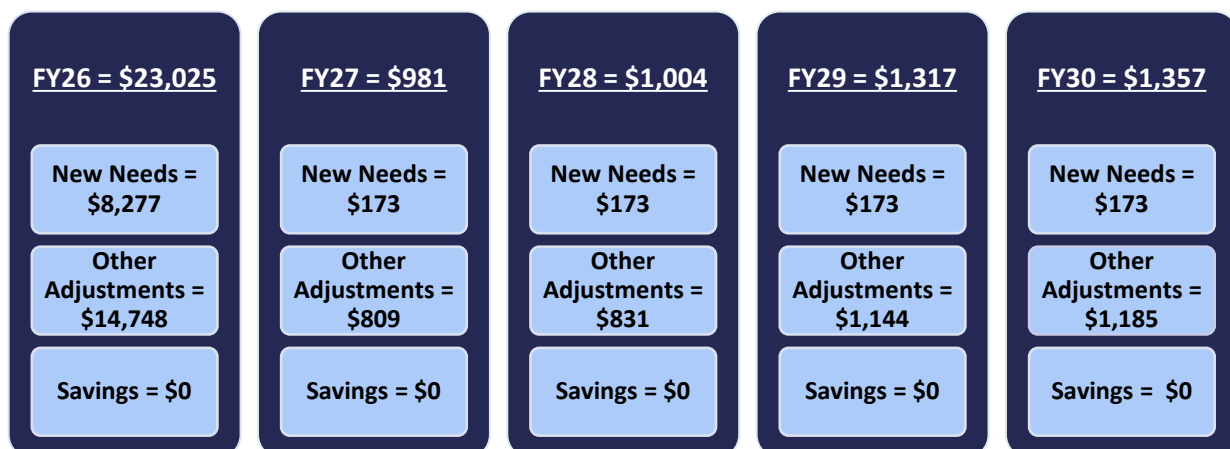 FY26 = $23,025
New Needs =
$8,277
Other
Adjustments =
$14,748
Savings = $0
FY27 = $981
New Needs =
$173
Other
Adjustments =
$809
Savings = $0
FY28 = $1,004
New Needs =
$173
Other
Adjustments =
$831
Savings = $0
FY29 = $1,317
New Needs =
$173
Other
Adjustments =
$1,144
Savings = $0
FY30 = $1,357
New Needs =
$173
Other
Adjustments =
$1,185
Savings = $0